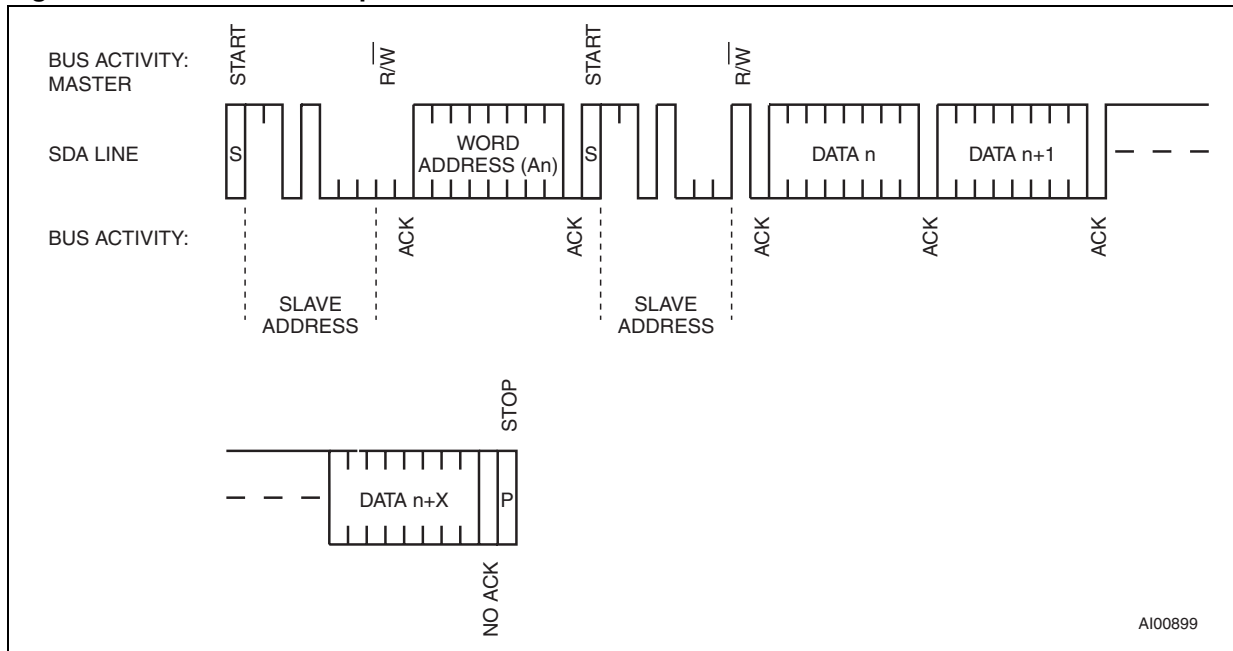 BUS ACTIVITY:
MASTER
START
R/W
START
R/W
SDA LINE
S
WORD
ADDRESS (An)
S
DATA n
DATA n+1
BUS ACTIVITY:
ACK
ACK
ACK
ACK
ACK
SLAVE
ADDRESS
SLAVE
ADDRESS
STOP
DATA n+X
P
NO ACK
AI00899